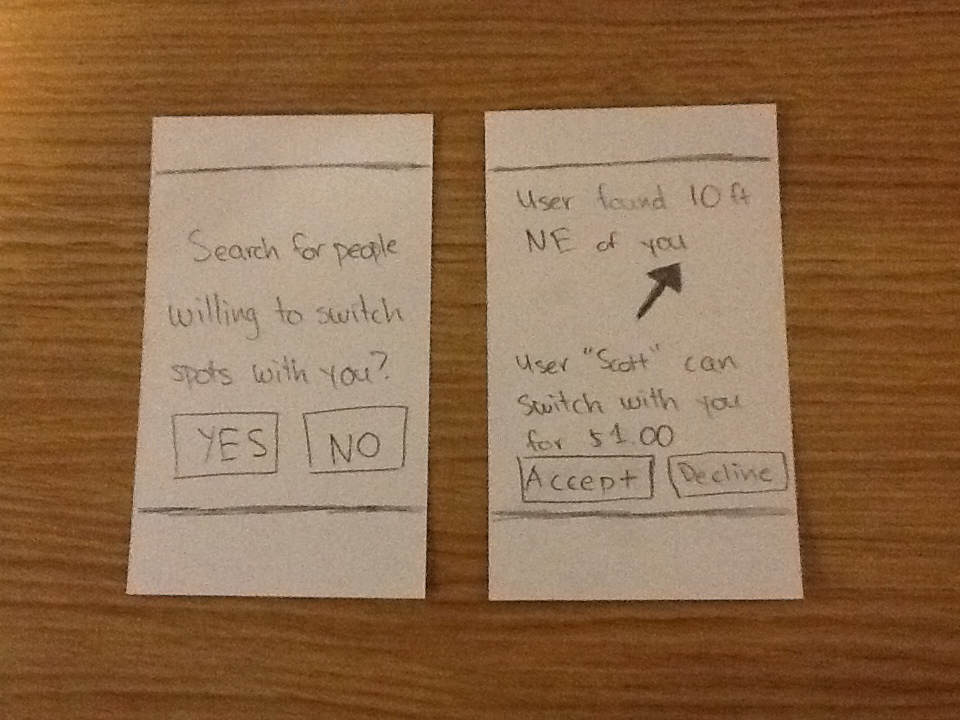 Search for people
willing to switch
spots with you?
YES NO
User found 10 ft
NE of you
User "Scott" can
switch with you
for $1.00
Accept Decline